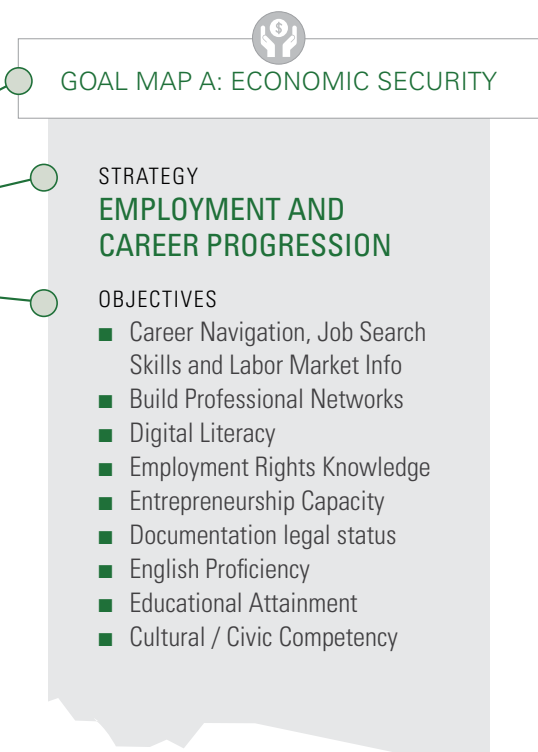 $
GOAL MAP A: ECONOMIC SECURITY
STRATEGY
EMPLOYMENT AND
CAREER PROGRESSION
OBJECTIVES
■ Career Navigation, Job Search
Skills and Labor Market Info
■ Build Professional Networks
■ Digital Literacy
■ Employment Rights Knowledge
■ Entrepreneurship Capacity
■ Documentation legal status
■ English Proficiency
■ Educational Attainment
■ Cultural / Civic Competency